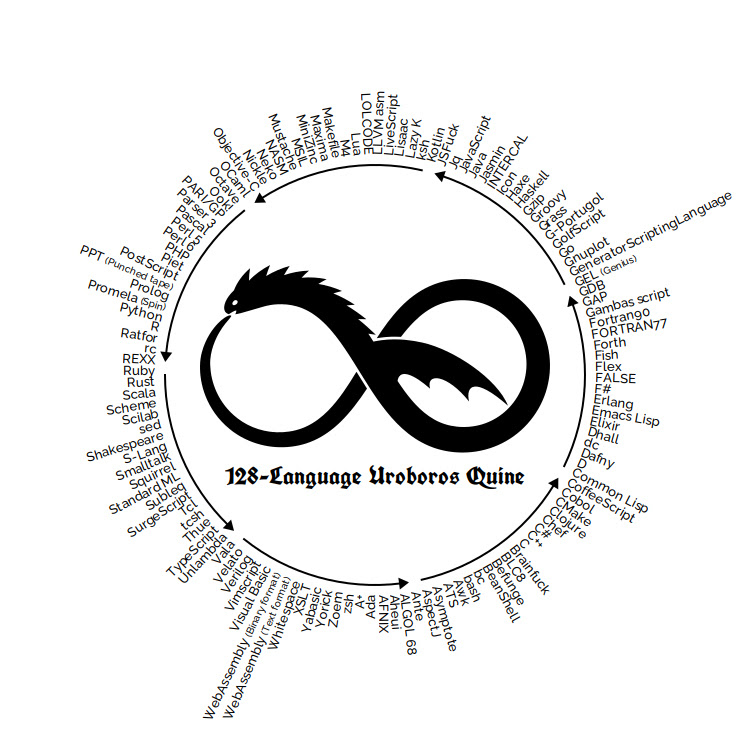 128-Language Uroboros Quine
Ruby
Rust
Scala
Scheme
Scilab
sed
Shakespeare
S-Lang
Smalltalk
Squirrel
Standard ML
Subleq
SurgeScript
Tcl
tcsh
Thue
TypeScript
Unlambda
Vala
Velato
Verilog
Vimscript
Visual Basic
WebAssembly (Binary format)
WebAssembly (Text format)
Whitespace
XSLT
Yabasic
Yorick
Zoem
zsh
A+
Ada
AFNIX
Aheui
ALGOL 68
Ante
AspectJ
Asymptote
ATS
Awk
bash
bc
BeanShell
Befunge
BLC8
Brainfuck
C
C++
C#
Chef
Clojure
CMake
Cobol
CoffeeScript
Common Lisp
D
Dafny
dc
Dhall
Elixir
Emacs Lisp
Erlang
F#
FALSE
Flex
Fish
Forth
FORTRAN77
Fortran90
Gambas script
GAP
GDB
GEL (Genius)
GeneratorScriptingLanguage
Gnuplot
Go
GolfScript
G-Portugol
Grass
Groovy
Gzip
Haskell
Haxe
Icon
INTERCAL
Jasmin
Java
JavaScript
jq
JSFuck
Kotlin
ksh
Lazy K
Lisaac
LiveScript
LLVM asm
LOLCODE
Lua
M4
Makefile
Maxima
MiniZinc
MSIL
Mustache
NASM
Neko
Nickle
Objective-C
OCaml
Octave
Ook!
PARI/GP
Parser 3
Pascal
Perl 5
Perl 6
PHP
Piet
PostScript
PPT (Punched tape)
Prolog
Promela (Spin)
Python
R
Ratfor
rc
REXX